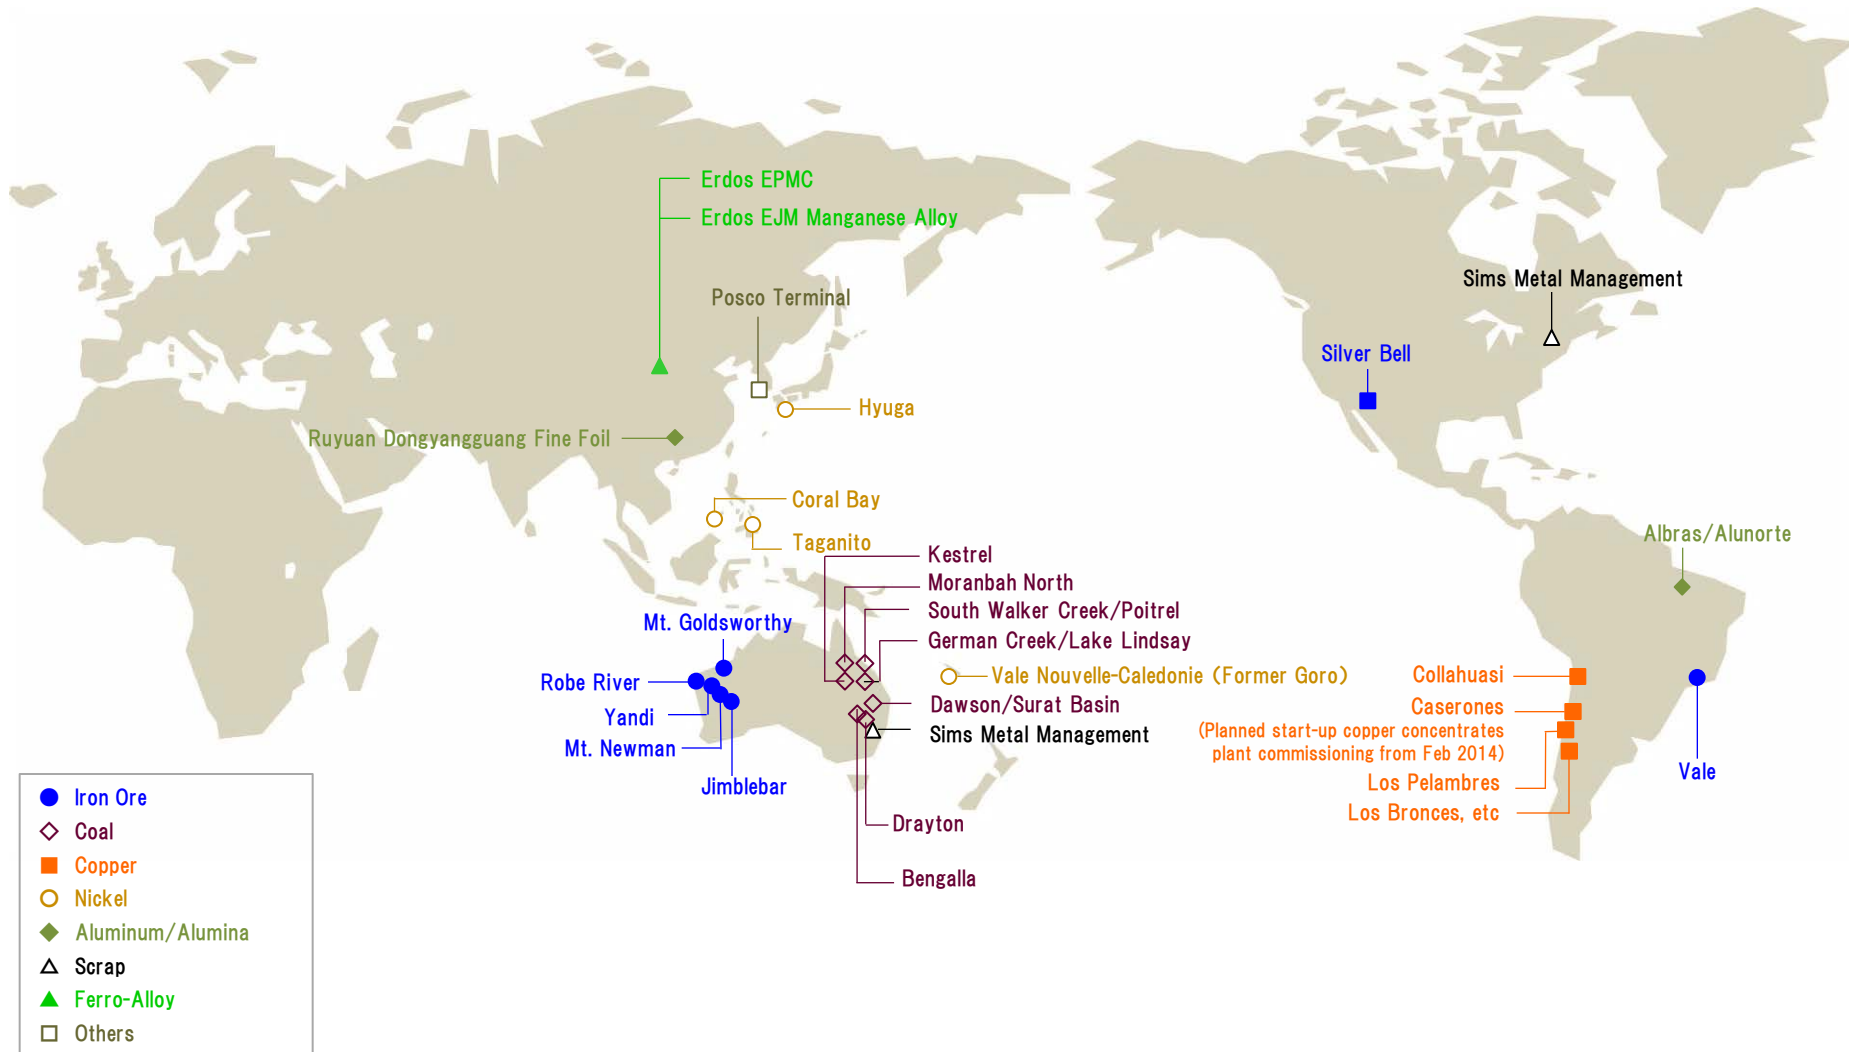 Erdos EPMC
Erdos EJM Manganese Alloy
Sims Metal Management
Posco Terminal
Silver Bell
Hyuga
Ruyuan Dongyangguang Fine Foil
Coral Bay
Taganito
Albras/Alunorte
Kestrel
Moranbah North
South Walker Creek/Poitrel
German Creek/Lake Lindsay
Mt. Goldsworthy
Robe River
Vale Nouvelle-Caledonie (Former Goro)
Collahuasi
Yandi
Dawson/Surat Basin
Caserones
(Planned start-up copper concentrates
plant commissioning from Feb 2014)
Sims Metal Management
Mt. Newman
Jimblebar
Los Pelambres
Vale
Los Bronces, etc
Drayton
Bengalla
Iron Ore
Coal
Copper
Nickel
Aluminum/Alumina
Scrap
Ferro-Alloy
Others